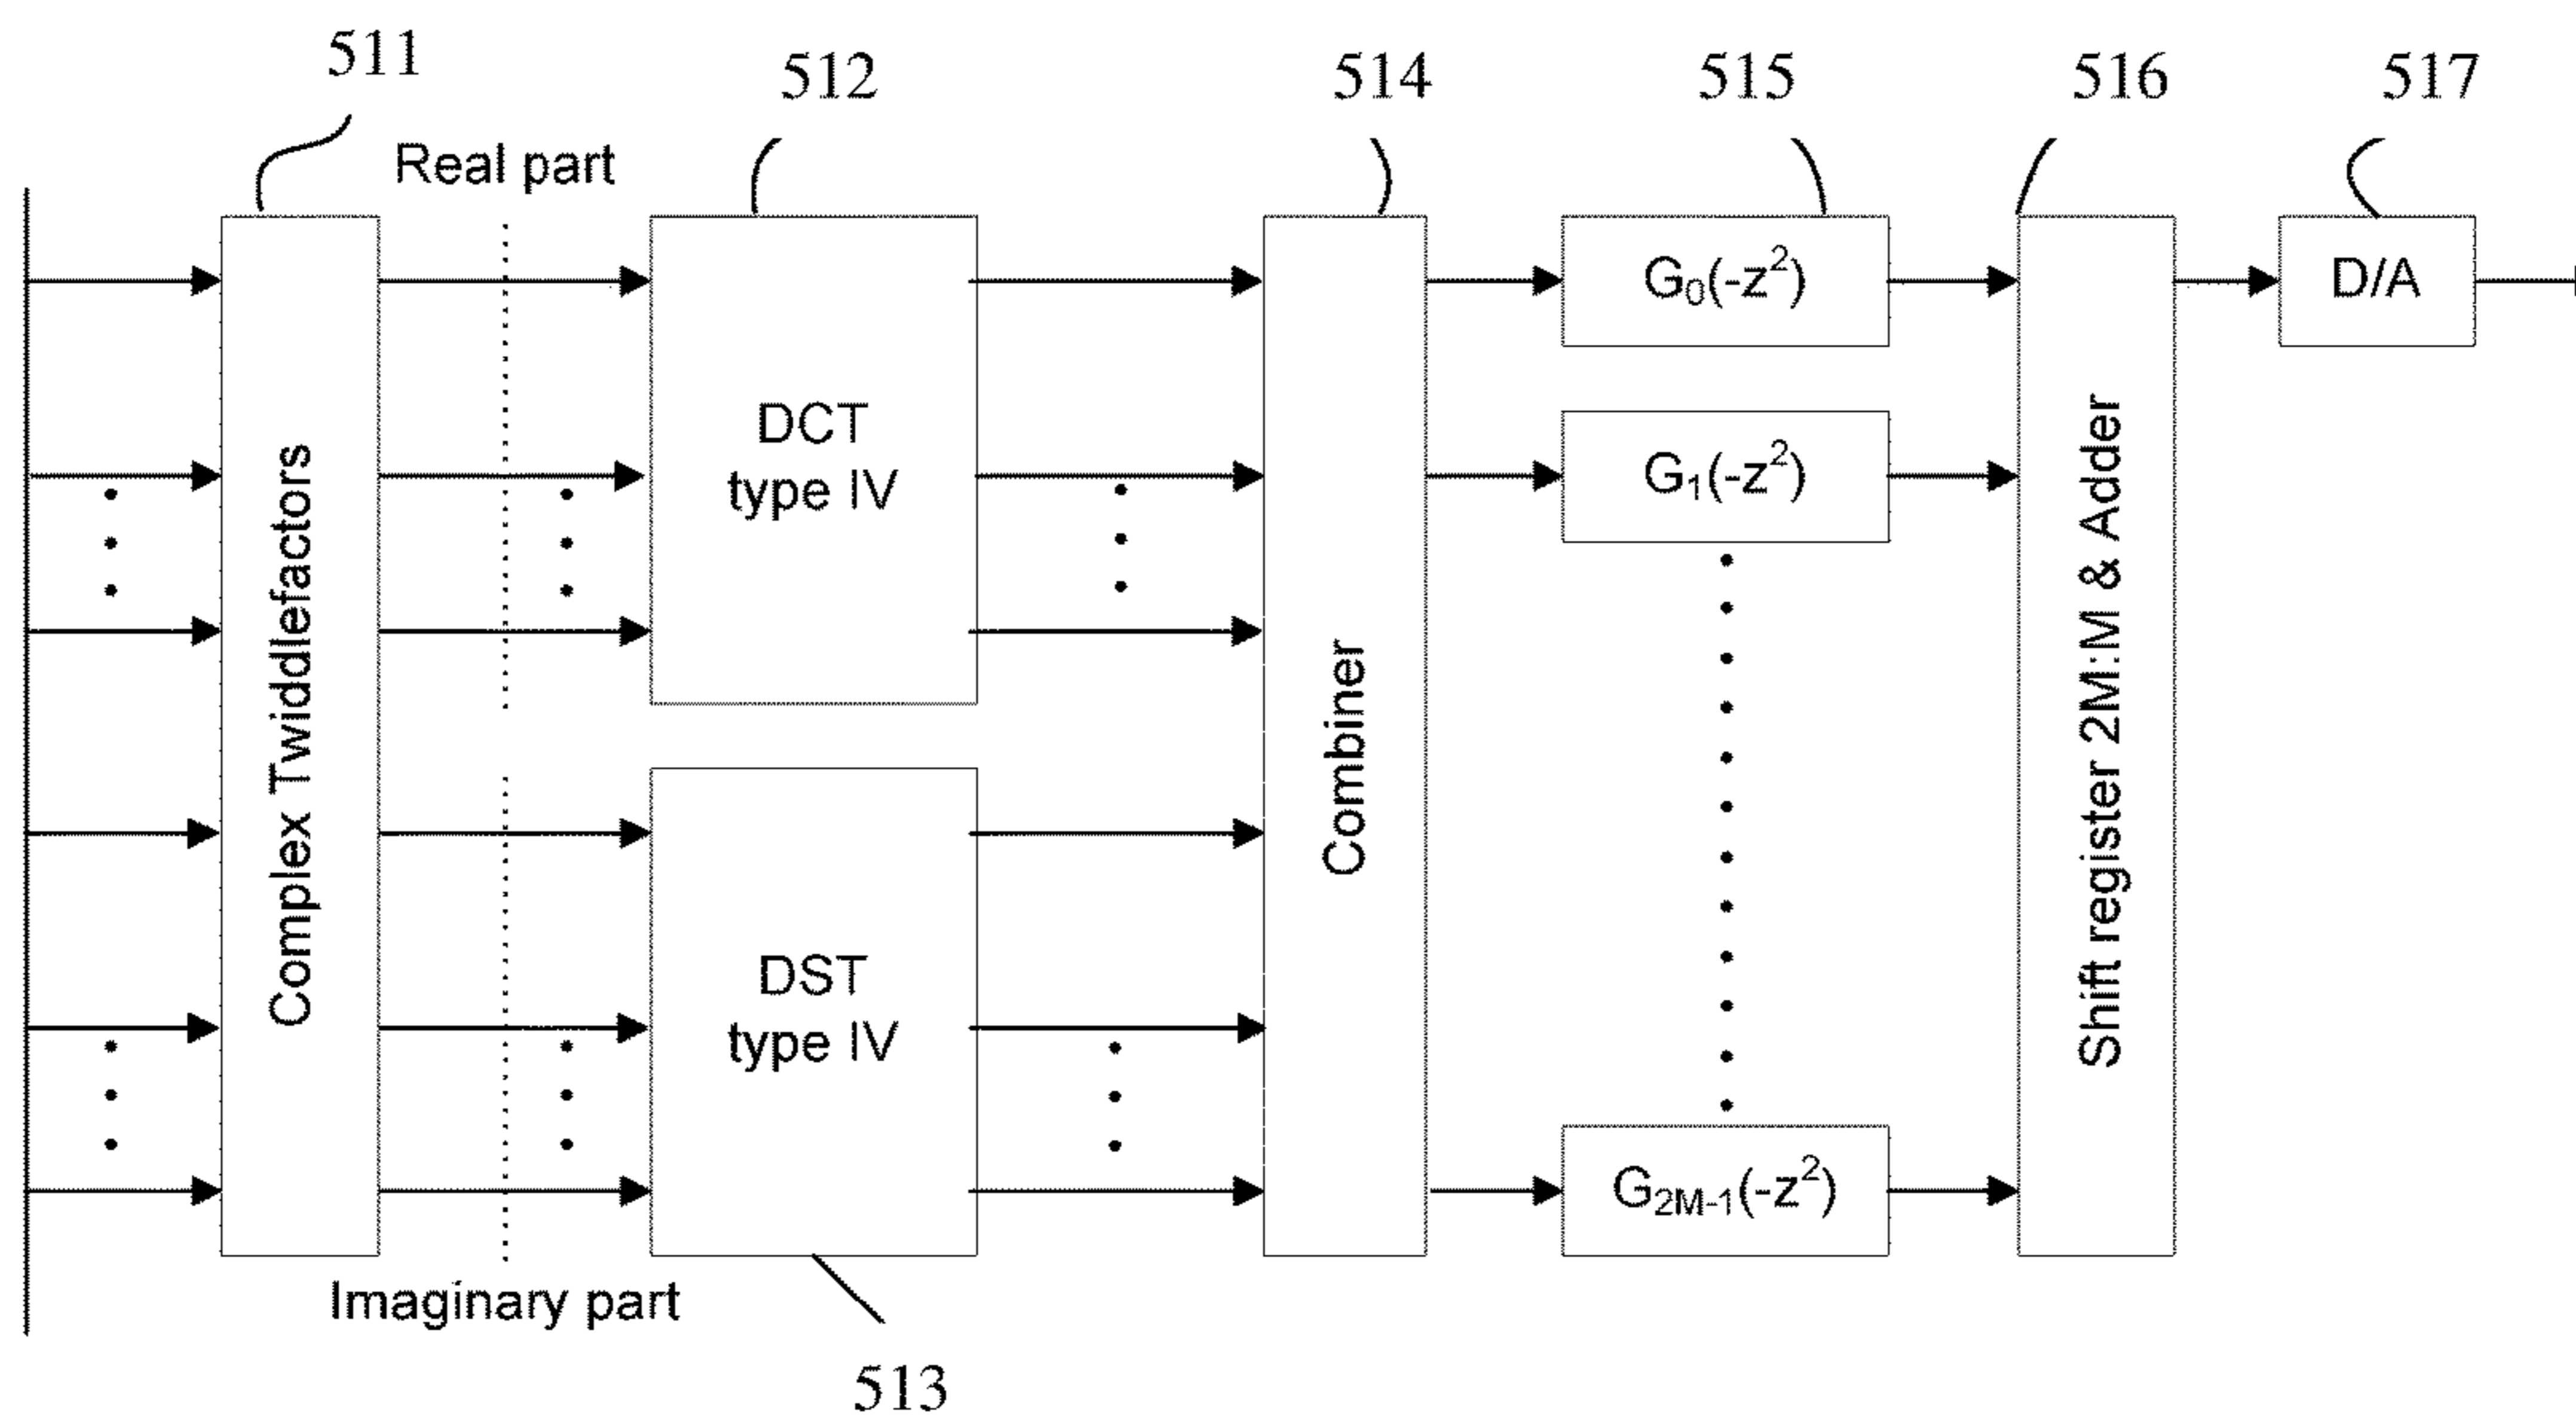 511
512
514
515
516
517
Real part
Complex Twiddlefactors
DCT
type IV
DST
type IV
Combiner
G₀(-z²)
G₁(-z²)
G₂M₋₁(-z²)
Shift register 2M:M & Adder
D/A
Imaginary part
513